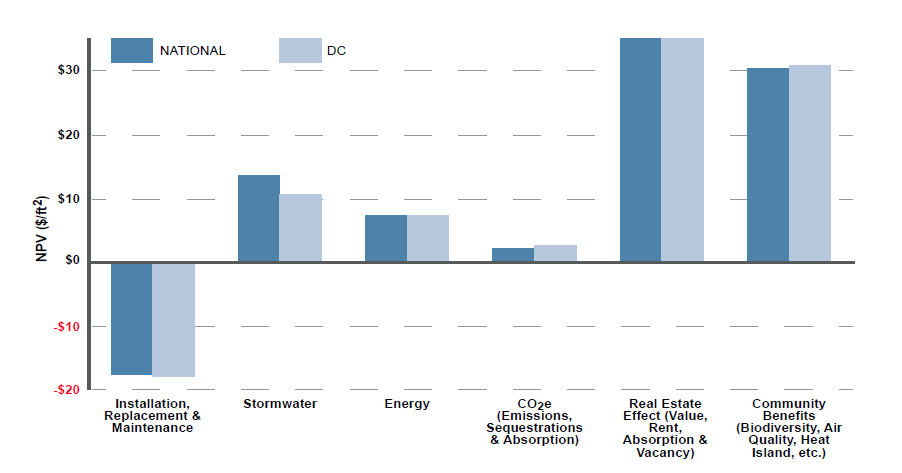 NATIONAL
DC
$30
$20
$10
$0
-$10
-$20
NPV ($/ft2)
Installation,
Replacement &
Maintenance
Stormwater
Energy
CO2e
(Emissions,
Sequestrations
& Absorption)
Real Estate
Effect (Value,
Rent,
Absorption &
Vacancy)
Community
Benefits
(Biodiversity, Air
Quality, Heat
Island, etc.)